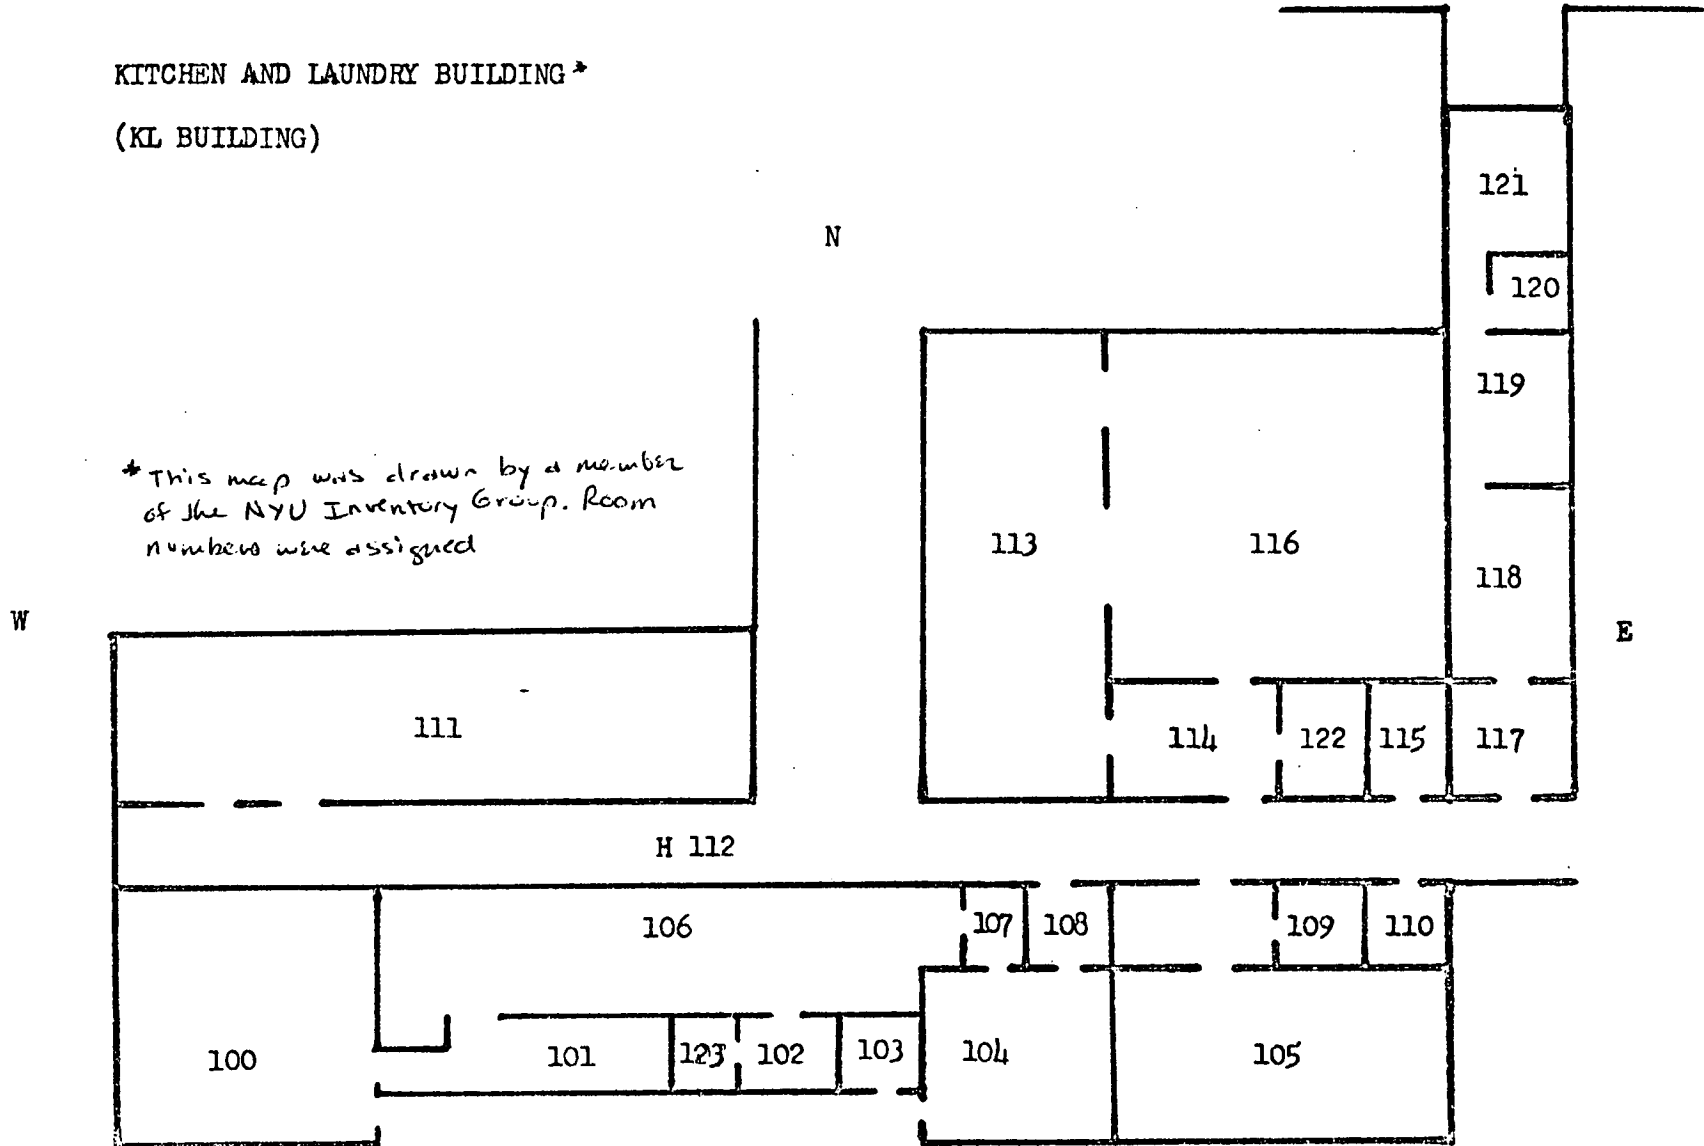 KITCHEN AND LAUNDRY BUILDING*
(KL BUILDING)
121
N
120
119
*This map was drawn by a member
of the NYU Inventory Group. Room
numbers were assigned
113
116
118
W
E
111
114
122
115
117
H 112
106
107
108
109
110
100
101
123
102
103
104
105